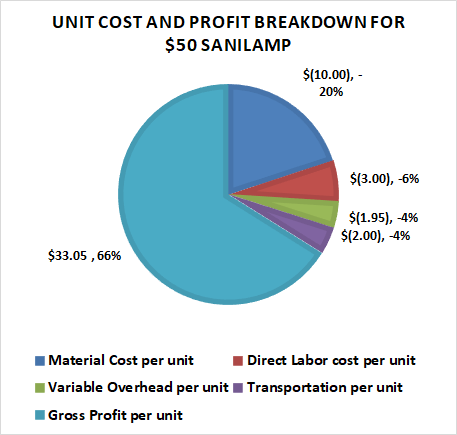 UNIT COST AND PROFIT BREAKDOWN FOR
$50 SANILAMP
$(10.00), -
20%
$(3.00), -6%
$(1.95), -4%
$(2.00), -4%
$33.05 , 66%
Material Cost per unit
Direct Labor cost per unit
Variable Overhead per unit
Transportation per unit
Gross Profit per unit